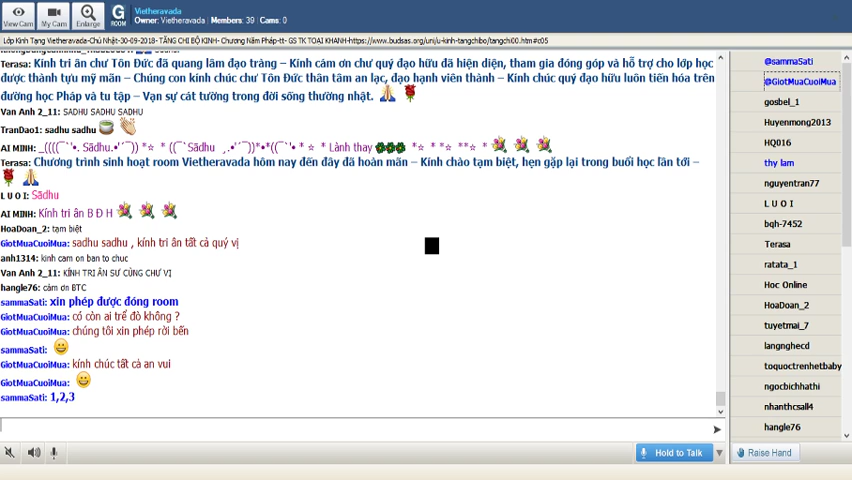 Vietheravada
Owner: Vietheravada | Members: 39 | Cams: 0
View Cam
My Cam
Enlarge
G
ROOM
Lớp Kinh Tạng Vietheravada-Chủ Nhật-30-09-2018- TĂNG CHI BỘ KINH- Chương Năm Pháp-tt- GS TK TOẠI KHANH-https://www.budsas.org/uni/u-kinh-tangchibo/tangchi00.htm#c05
Terasa: Kính tri ân chư Tôn Đức đã quang lâm đạo tràng – Kính cám ơn chư quý đạo hữu đã hiện diện, tham gia đóng góp và hỗ trợ cho lớp học
được thành tựu mỹ mãn – Chúng con kính chúc chư Tôn Đức thân tâm an lạc, đạo hạnh viên thành – Kính chúc quý đạo hữu luôn tiến hóa trên
đường học Pháp và tu tập – Vạn sự cát tường trong đời sống thường nhật.
Van Anh 2_11: SADHU SADHU SADHU
TranDao1: sadhu sadhu
AI MINH: _((((¯`'•. Sādhu.•'´¯)) *☆ * ((¯`Sādhu ¸.•'´¯))*•*((¯`'• * ☆ * Lành thay *☆ * *☆ **☆ *
Terasa: Chương trình sinh hoạt room Vietheravada hôm nay đến đây đã hoàn mãn – Kính chào tạm biệt, hẹn gặp lại trong buổi học lần tới –
L U O I: Sādhu
AI MINH: Kính tri ân B Đ H
HoaDoan_2: tạm biệt
GiotMuaCuoiMua: sadhu sadhu , kính tri ân tất cả quý vị
anh1314: kinh cam on ban to chuc
Van Anh 2_11: KÍNH TRI ÂN SƯ CÙNG CHƯ VỊ
hangle76: cảm ơn BTC
sammaSati: xin phép được đóng room
GiotMuaCuoiMua: có còn ai trễ đò không ?
GiotMuaCuoiMua: chúng tôi xin phép rời bến
sammaSati:
GiotMuaCuoiMua: kính chúc tất cả an vui
GiotMuaCuoiMua:
sammaSati: 1,2,3
Hold to Talk
@sammaSati
@GiotMuaCuoiMua
gosbel_1
Huyenmong2013
HQ016
thy lam
nguyentran77
L U O I
bqh-7452
Terasa
ratata_1
Hoc Online
HoaDoan_2
tuyetmai_7
langnghecd
toquoctrenhetbaby
ngocbichhathi
nhanthcsall4
hangle76
Raise Hand